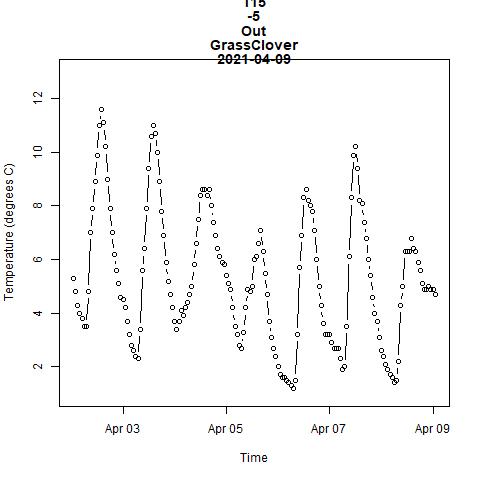 T15
-5
Out
GrassClover
2021-04-09
Temperature (degrees C)
12
10
8
6
4
2
Apr 03
Apr 05
Apr 07
Apr 09
Time